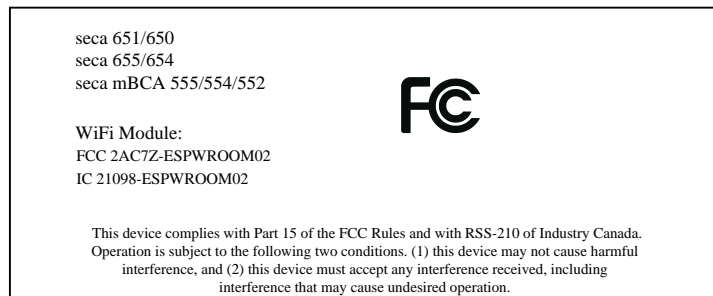 seca 651/650
seca 655/654
seca mBCA 555/554/552
FC
WiFi Module:
FCC 2AC7Z-ESPWROOM02
IC 21098-ESPWROOM02
This device complies with Part 15 of the FCC Rules and with RSS-210 of Industry Canada.
Operation is subject to the following two conditions. (1) this device may not cause harmful
interference, and (2) this device must accept any interference received, including
interference that may cause undesired operation.